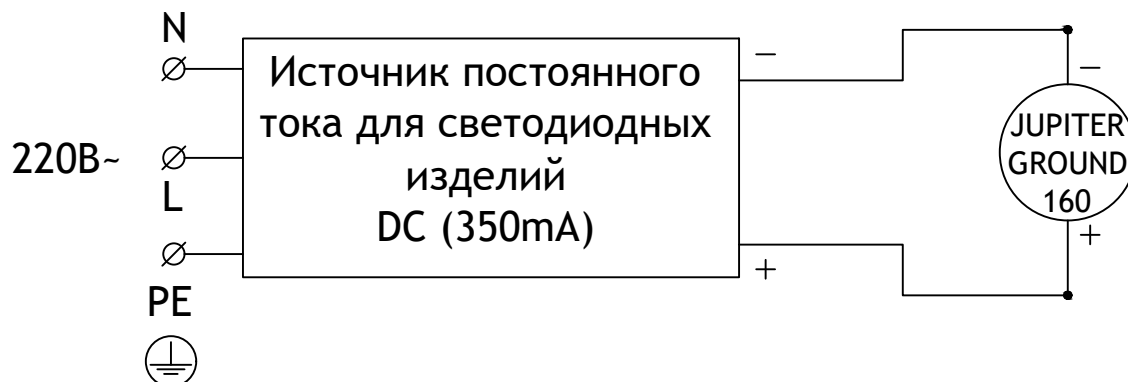 N
220В~
L
PE
Источник постоянного
тока для светодиодных
изделий
DC (350mA)
−
+
−
JUPITER
GROUND
160
+